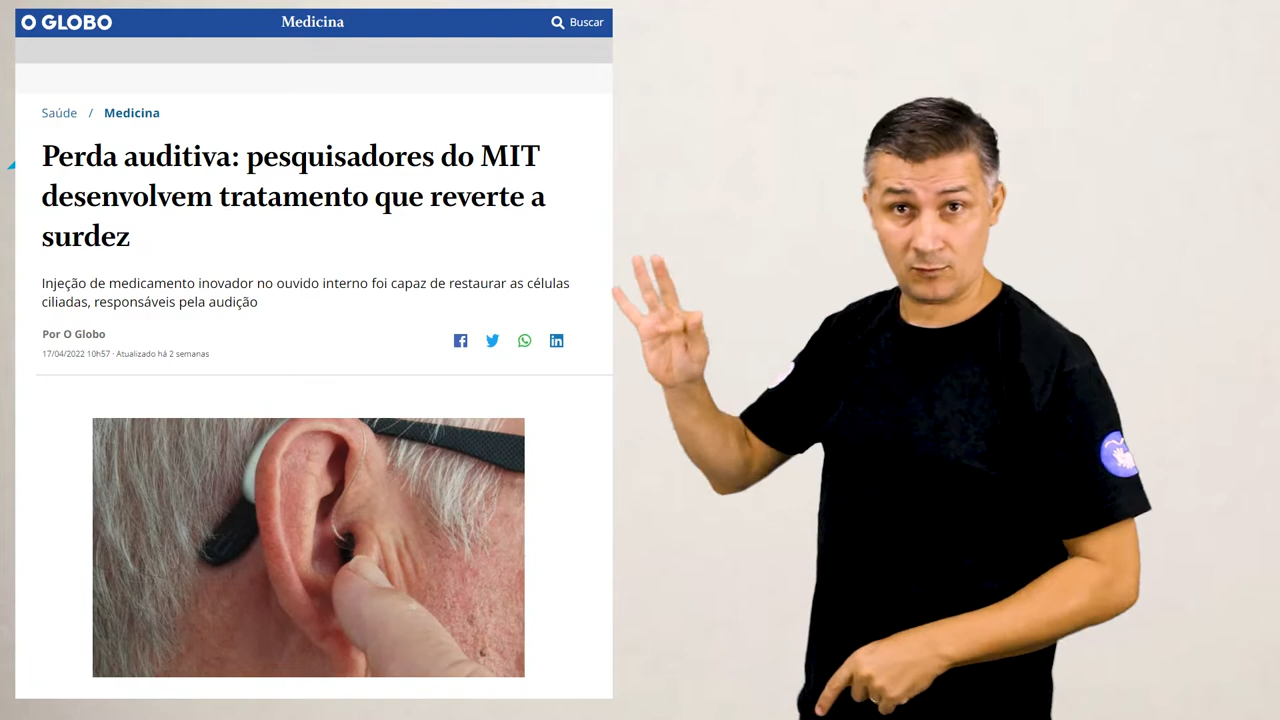 O GLOBO
Medicina
Buscar
Saúde / Medicina
Perda auditiva: pesquisadores do MIT
desenvolvem tratamento que reverte a
surdez
Injeção de medicamento inovador no ouvido interno foi capaz de restaurar as células
ciliadas, responsáveis pela audição
Por O Globo
17/04/2022 10h57 · Atualizado há 2 semanas